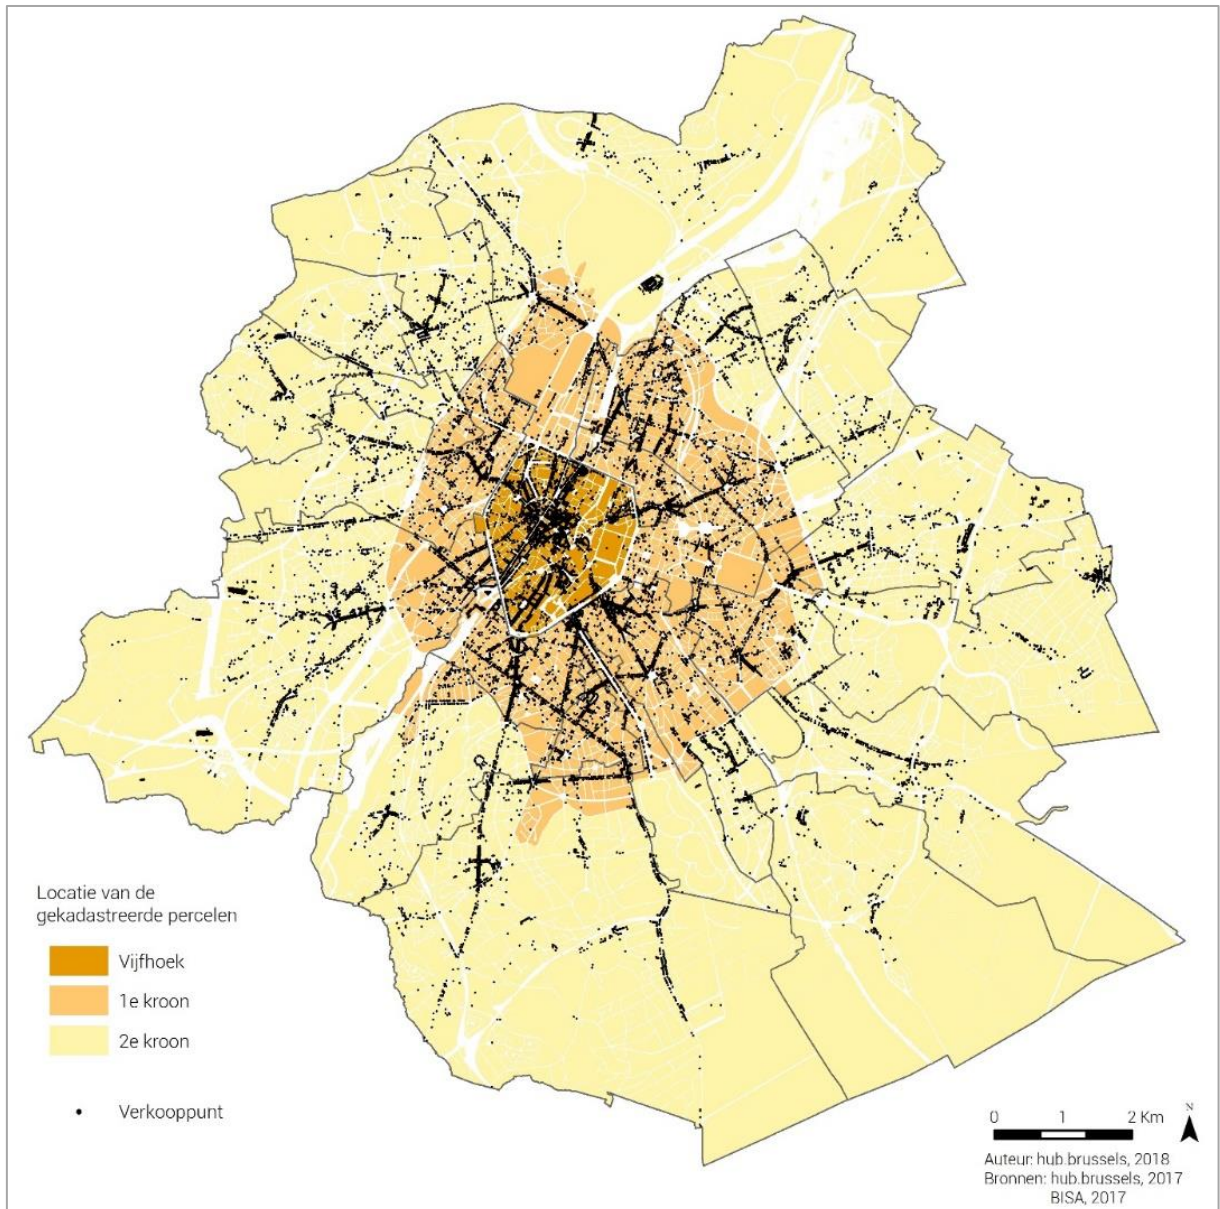 Locatie van de
gekadastreerde percelen
Vijfhoek
1e kroon
2e kroon
Verkooppunt
0 1 2 Km
N
Auteur: hub.brussels, 2018
Bronnen: hub.brussels, 2017
BISA, 2017